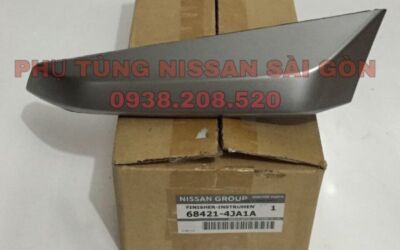 PHỤ TÙNG NISSAN SÀI GÒN
0938.208.520
NISSAN GROUP
FINISHER-INSTRUMEN 1
68421-4JA1A